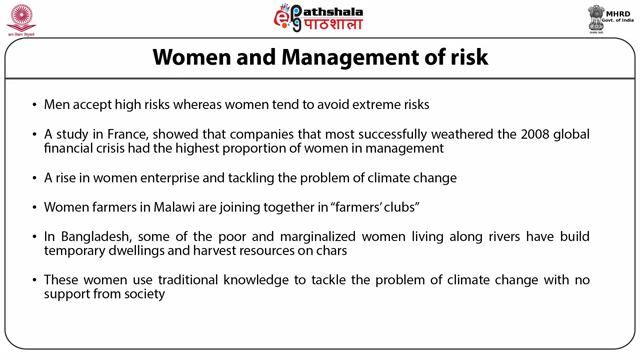 Pathshala
पाठशाला
MHRD
Govt. of India
Women and Management of risk
• Men accept high risks whereas women tend to avoid extreme risks
• A study in France, showed that companies that most successfully weathered the 2008 global
financial crisis had the highest proportion of women in management
• A rise in women enterprise and tackling the problem of climate change
• Women farmers in Malawi are joining together in “farmers’ clubs”
• In Bangladesh, some of the poor and marginalized women living along rivers have build
temporary dwellings and harvest resources on chars
• These women use traditional knowledge to tackle the problem of climate change with no
support from society